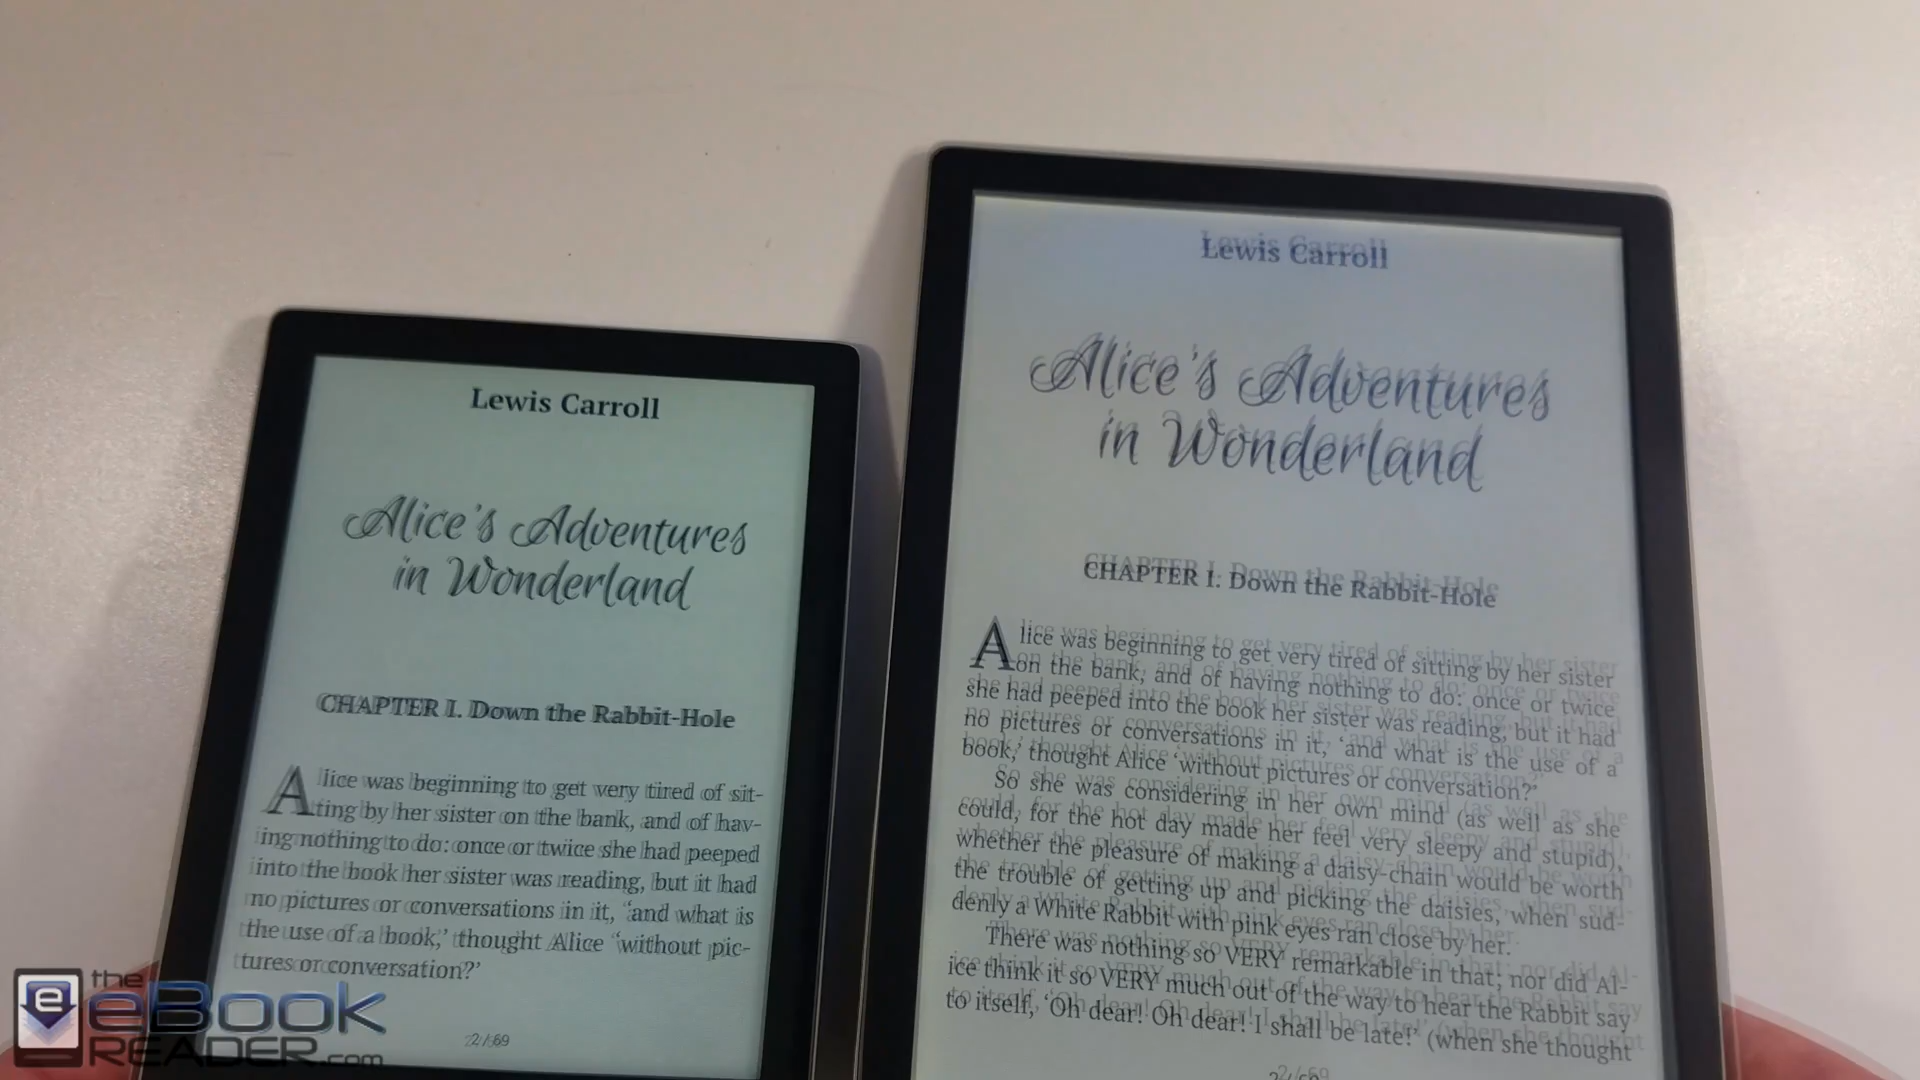 Lewis Carroll
Alice's Adventures
in Wonderland
CHAPTER I. Down the Rabbit-Hole
Alice was beginning to get very tired of sit-
ting by her sister on the bank, and of hav-
ing nothing to do: once or twice she had peeped
into the book her sister was reading, but it had
no pictures or conversations in it, 'and what is
the use of a book,' thought Alice 'without pic-
tures or conversation?'
2/69
Lewis Carroll
Alice's Adventures
in Wonderland
CHAPTER I. Down the Rabbit-Hole
Alice was beginning to get very tired of sitting by her sister
on the bank, and of having nothing to do: once or twice
she had peeped into the book her sister was reading, but it had
no pictures or conversations in it, 'and what is the use of a
book,' thought Alice 'without pictures or conversation?'
So she was considering in her own mind (as well as she
could, for the hot day made her feel very sleepy and stupid),
whether the pleasure of making a daisy-chain would be worth
the trouble of getting up and picking the daisies, when sud-
denly a White Rabbit with pink eyes ran close by her.
There was nothing so VERY remarkable in that; nor did Al-
ice think it so VERY much out of the way to hear the Rabbit say
to itself, 'Oh dear! Oh dear! I shall be late!' (when she thought
the eBook
READER.com